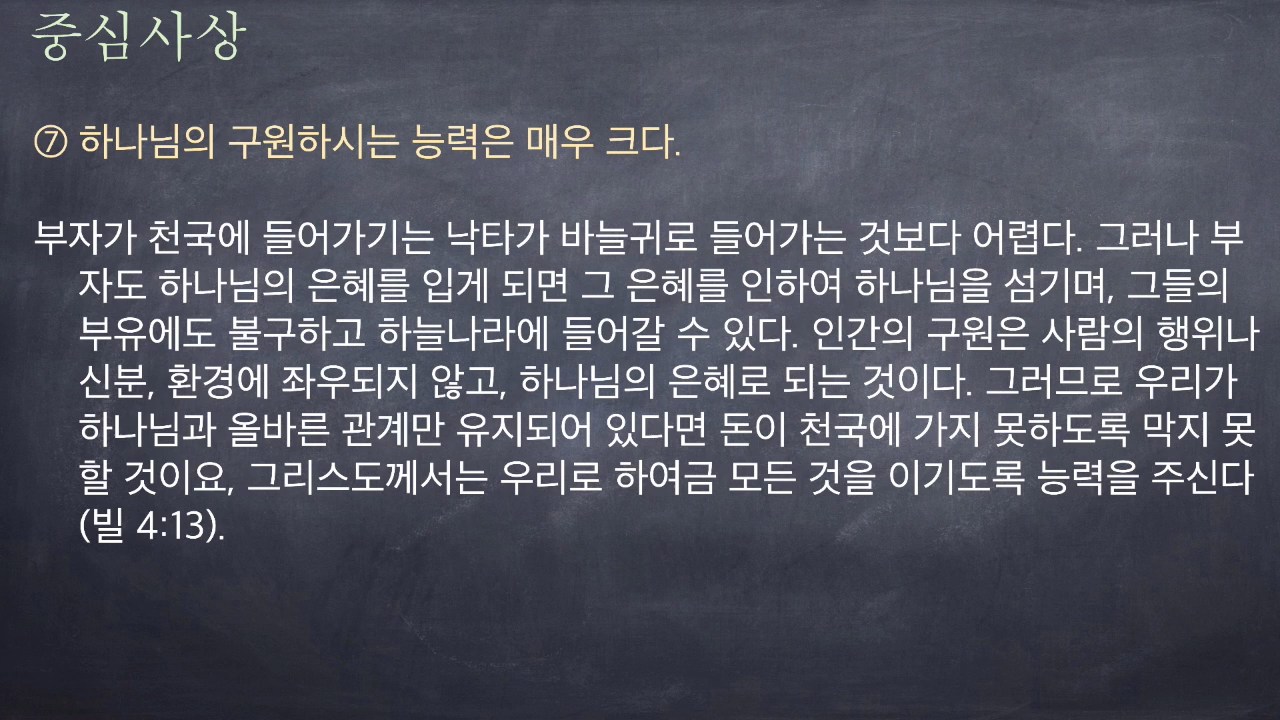 중심사상
⑦ 하나님의 구원하시는 능력은 매우 크다.
부자가 천국에 들어가기는 낙타가 바늘귀로 들어가는 것보다 어렵다. 그러나 부
자도 하나님의 은혜를 입게 되면 그 은혜를 인하여 하나님을 섬기며, 그들의
부유에도 불구하고 하늘나라에 들어갈 수 있다. 인간의 구원은 사람의 행위나
신분, 환경에 좌우되지 않고, 하나님의 은혜로 되는 것이다. 그러므로 우리가
하나님과 올바른 관계만 유지되어 있다면 돈이 천국에 가지 못하도록 막지 못
할 것이요, 그리스도께서는 우리로 하여금 모든 것을 이기도록 능력을 주신다
(빌 4:13).